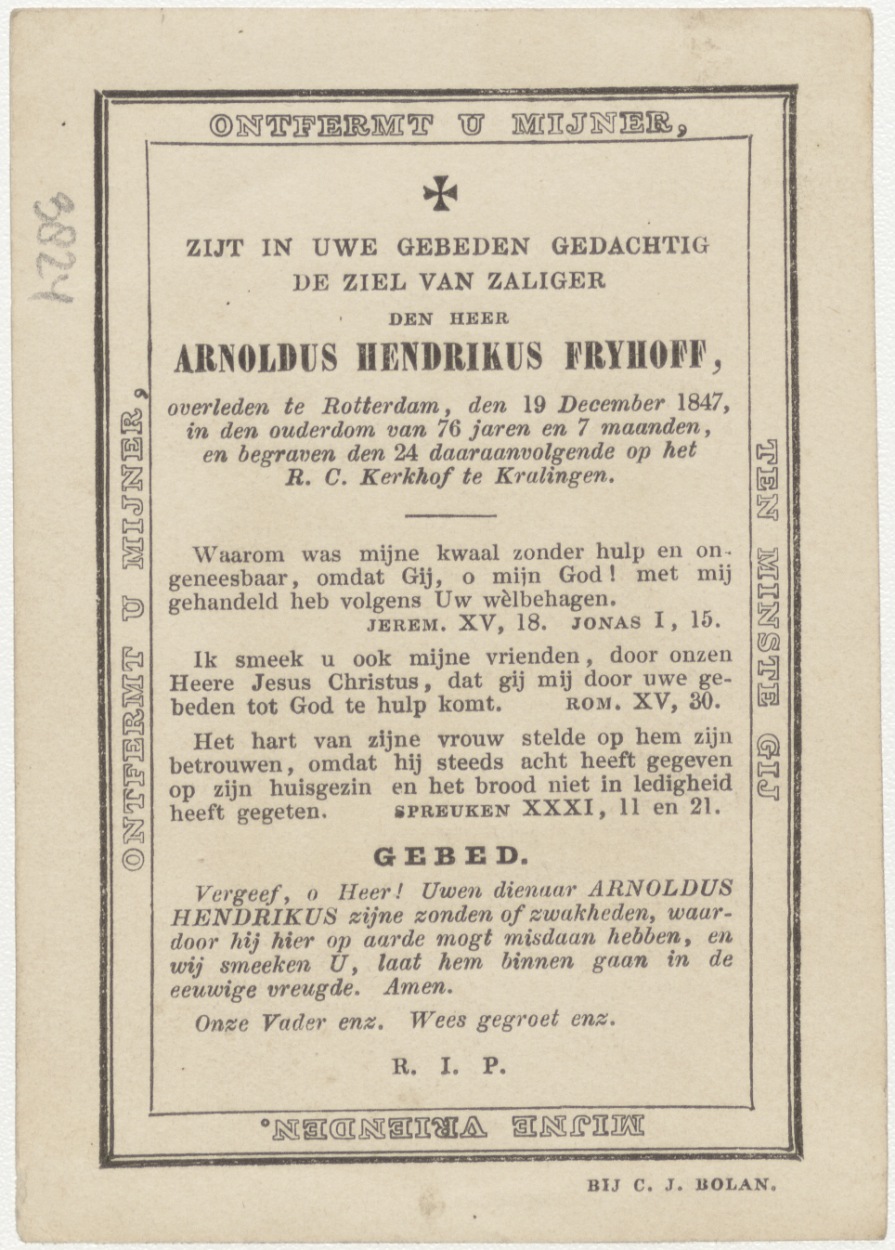 ONTFERMT U MIJNER,
ONTFERMT U MIJNER,
TEN MINSTE GIJ
MIJNE VRIENDEN.
3824
ZIJT IN UWE GEBEDEN GEDACHTIG
DE ZIEL VAN ZALIGER
DEN HEER
ARNOLDUS HENDRIKUS FRYHOFF,
overleden te Rotterdam, den 19 December 1847,
in den ouderdom van 76 jaren en 7 maanden,
en begraven den 24 daaraanvolgende op het
R. C. Kerkhof te Kralingen.
Waarom was mijne kwaal zonder hulp en on-
geneesbaar, omdat Gij, o mijn God! met mij
gehandeld heb volgens Uw wèlbehagen.
JEREM. XV, 18. JONAS I, 15.
Ik smeek u ook mijne vrienden, door onzen
Heere Jesus Christus, dat gij mij door uwe ge-
beden tot God te hulp komt. ROM. XV, 30.
Het hart van zijne vrouw stelde op hem zijn
betrouwen, omdat hij steeds acht heeft gegeven
op zijn huisgezin en het brood niet in ledigheid
heeft gegeten. SPREUKEN XXXI, 11 en 21.
GEBED.
Vergeef, o Heer! Uwen dienaar ARNOLDUS
HENDRIKUS zijne zonden of zwakheden, waar-
door hij hier op aarde mogt misdaan hebben, en
wij smeeken U, laat hem binnen gaan in de
eeuwige vreugde. Amen.
Onze Vader enz. Wees gegroet enz.
R. I. P.
BIJ C. J. BOLAN.